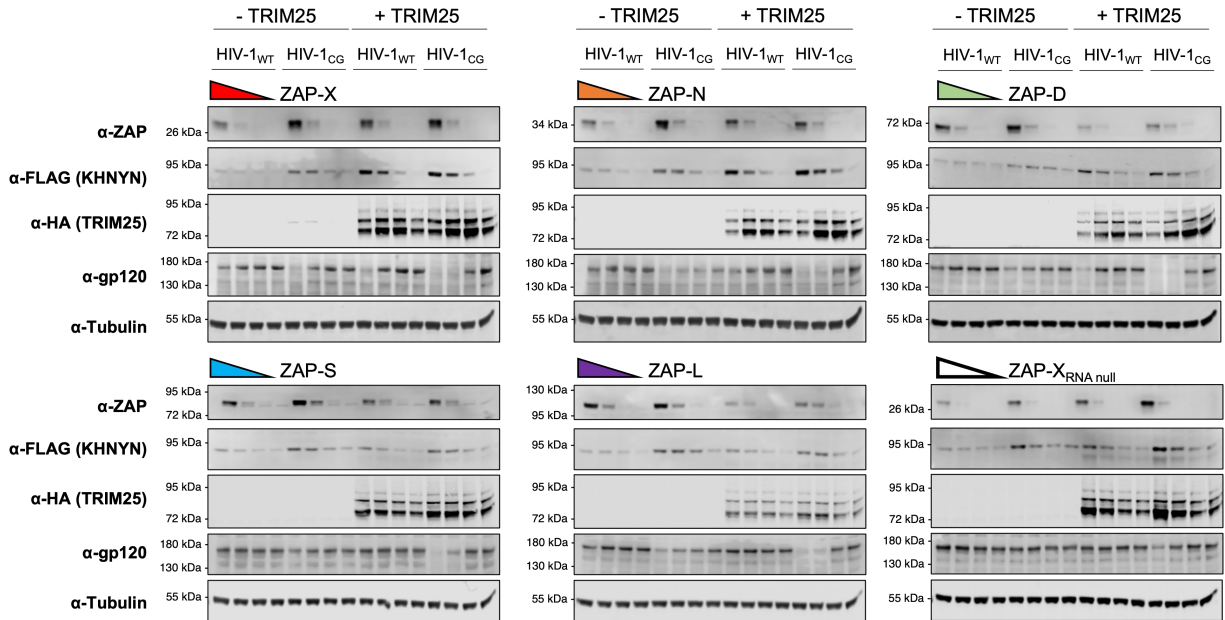 - TRIM25 + TRIM25 - TRIM25 + TRIM25 - TRIM25 + TRIM25
HIV-1WT HIV-1CG HIV-1WT HIV-1CG HIV-1WT HIV-1CG HIV-1WT HIV-1CG HIV-1WT HIV-1CG HIV-1WT HIV-1CG
ZAP-X ZAP-N ZAP-D
α-ZAP 26 kDa 34 kDa 72 kDa
95 kDa 95 kDa 95 kDa
α-FLAG (KHNYN)
95 kDa 95 kDa 95 kDa
α-HA (TRIM25)
72 kDa 72 kDa 72 kDa
180 kDa 180 kDa 180 kDa
α-gp120
130 kDa 130 kDa 130 kDa
α-Tubulin 55 kDa 55 kDa 55 kDa
ZAP-S ZAP-L ZAP-XRNA null
95 kDa 130 kDa
α-ZAP 26 kDa
72 kDa 95 kDa
α-FLAG (KHNYN) 95 kDa 95 kDa 95 kDa
95 kDa 95 kDa 95 kDa
α-HA (TRIM25)
72 kDa 72 kDa 72 kDa
180 kDa 180 kDa 180 kDa
α-gp120
130 kDa 130 kDa 130 kDa
α-Tubulin 55 kDa 55 kDa 55 kDa